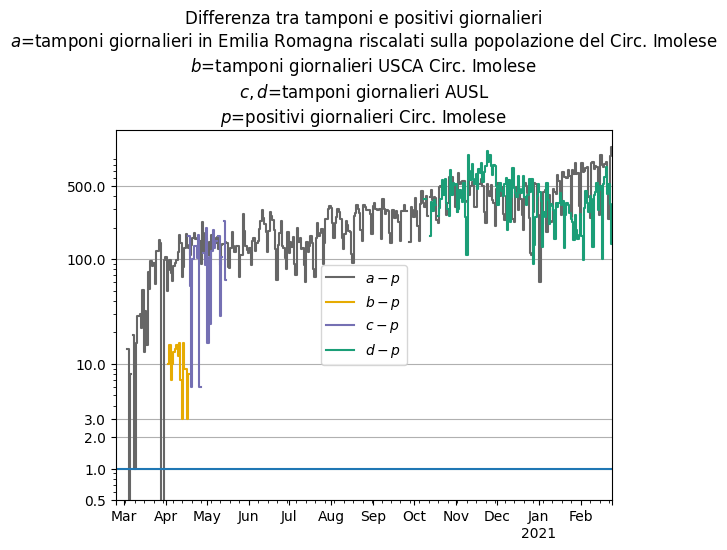 Differenza tra tamponi e positivi giornalieri
a=tamponi giornalieri in Emilia Romagna riscalati sulla popolazione del Circ. Imolese
b=tamponi giornalieri USCA Circ. Imolese
c, d=tamponi giornalieri AUSL
p=positivi giornalieri Circ. Imolese
500.0
100.0
10.0
3.0
2.0
1.0
0.5
a − p
b − p
c − p
d − p
Mar Apr May Jun Jul Aug Sep Oct Nov Dec Jan Feb
2021